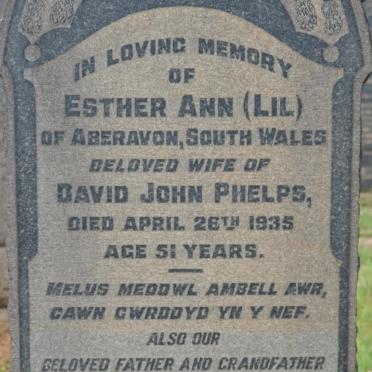 IN LOVING MEMORY
OF
ESTHER ANN (LIL)
OF ABERAVON, SOUTH WALES
BELOVED WIFE OF
DAVID JOHN PHELPS,
DIED APRIL 26TH 1935
AGE 51 YEARS.
MELUS MEDDWL AMBELL AWR,
CAWN GWRDDYD YN Y NEF.
ALSO OUR
BELOVED FATHER AND GRANDFATHER